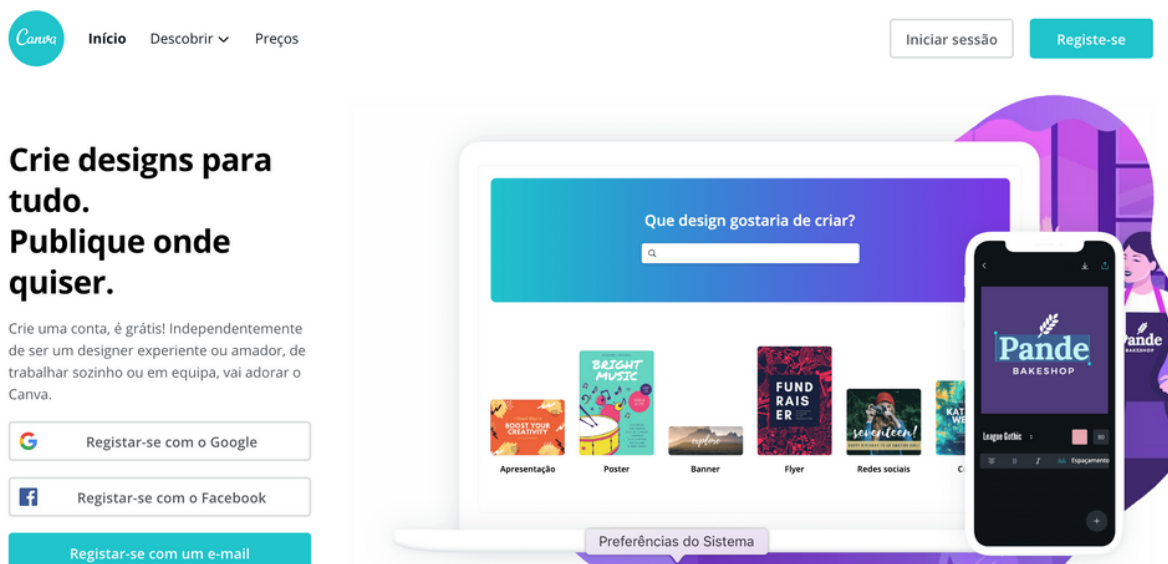 Canva
Início
Descobrir
Preços
Iniciar sessão
Registe-se
Crie designs para
tudo.
Publique onde
quiser.
Crie uma conta, é grátis! Independentemente
de ser um designer experiente ou amador, de
trabalhar sozinho ou em equipa, vai adorar o
Canva.
Registar-se com o Google
Registar-se com o Facebook
Registar-se com um e-mail
Que design gostaria de criar?
BOOST YOUR
CREATIVITY
BRIGHT
MUSIC
explore
FUND
RAIS
ER
seventeen!
KAT
WE
Apresentação
Poster
Banner
Flyer
Redes sociais
C
Pande
BAKESHOP
League Gothic
80
I
AA Espaçamento
Pande
BAKESHOP
Preferências do Sistema